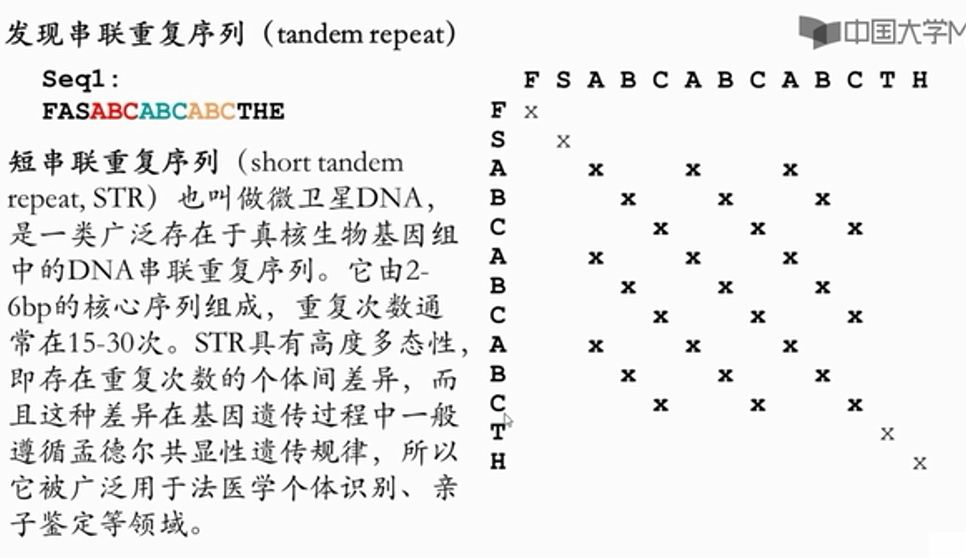 发现串联重复序列（tandem repeat）
中国大学M
Seq1:
FASABCABCABCTHE
短串联重复序列（short tandem
repeat, STR）也叫做微卫星DNA，
是一类广泛存在于真核生物基因组
中的DNA串联重复序列。它由2-
6bp的核心序列组成，重复次数通
常在15-30次。STR具有高度多态性，
即存在重复次数的个体间差异，而
且这种差异在基因遗传过程中一般
遵循孟德尔共显性遗传规律，所以
它被广泛用于法医学个体识别、亲
子鉴定等领域。
F S A B C A B C A B C T H
F x
S x
A x x x
B x x x
C x x x
A x x x
B x x x
C x x x
A x x x
B x x x
C x x x
T x
H x